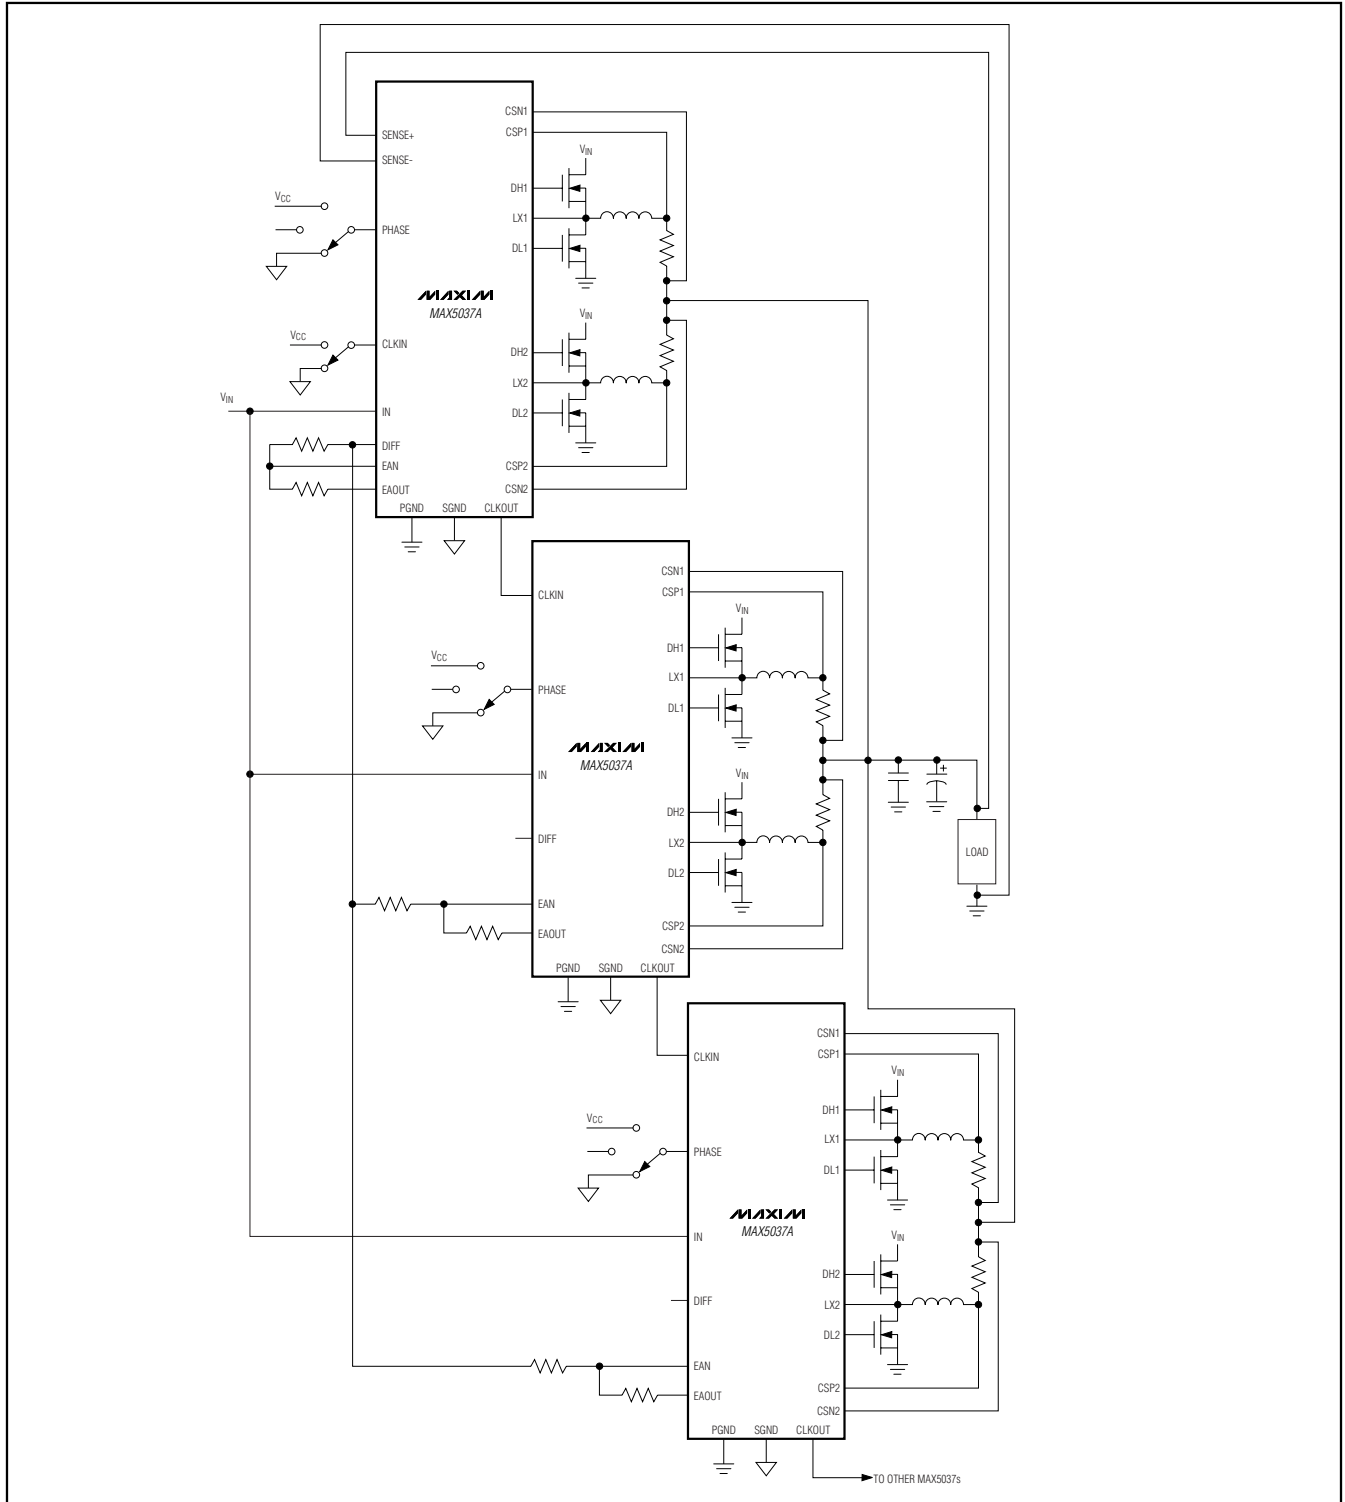 CSN1
CSP1
SENSE+
SENSE-
VIN
DH1
VCC
LX1
PHASE
DL1
MAXIM
MAX5037A
VIN
VCC
CLKIN
DH2
LX2
VIN
IN
DL2
DIFF
EAN
CSP2
EAOUT
CSN2
PGND SGND CLKOUT
CSN1
CSP1
CLKIN
VIN
DH1
VCC
LX1
PHASE
DL1
MAXIM
MAX5037A
VIN
IN
DH2
DIFF
LX2
LOAD
DL2
EAN
CSP2
EAOUT
CSN2
PGND SGND CLKOUT
+
CSN1
CSP1
CLKIN
VIN
DH1
VCC
LX1
PHASE
DL1
MAXIM
MAX5037A
VIN
IN
DH2
DIFF
LX2
DL2
EAN
CSP2
EAOUT
CSN2
PGND SGND CLKOUT
TO OTHER MAX5037s